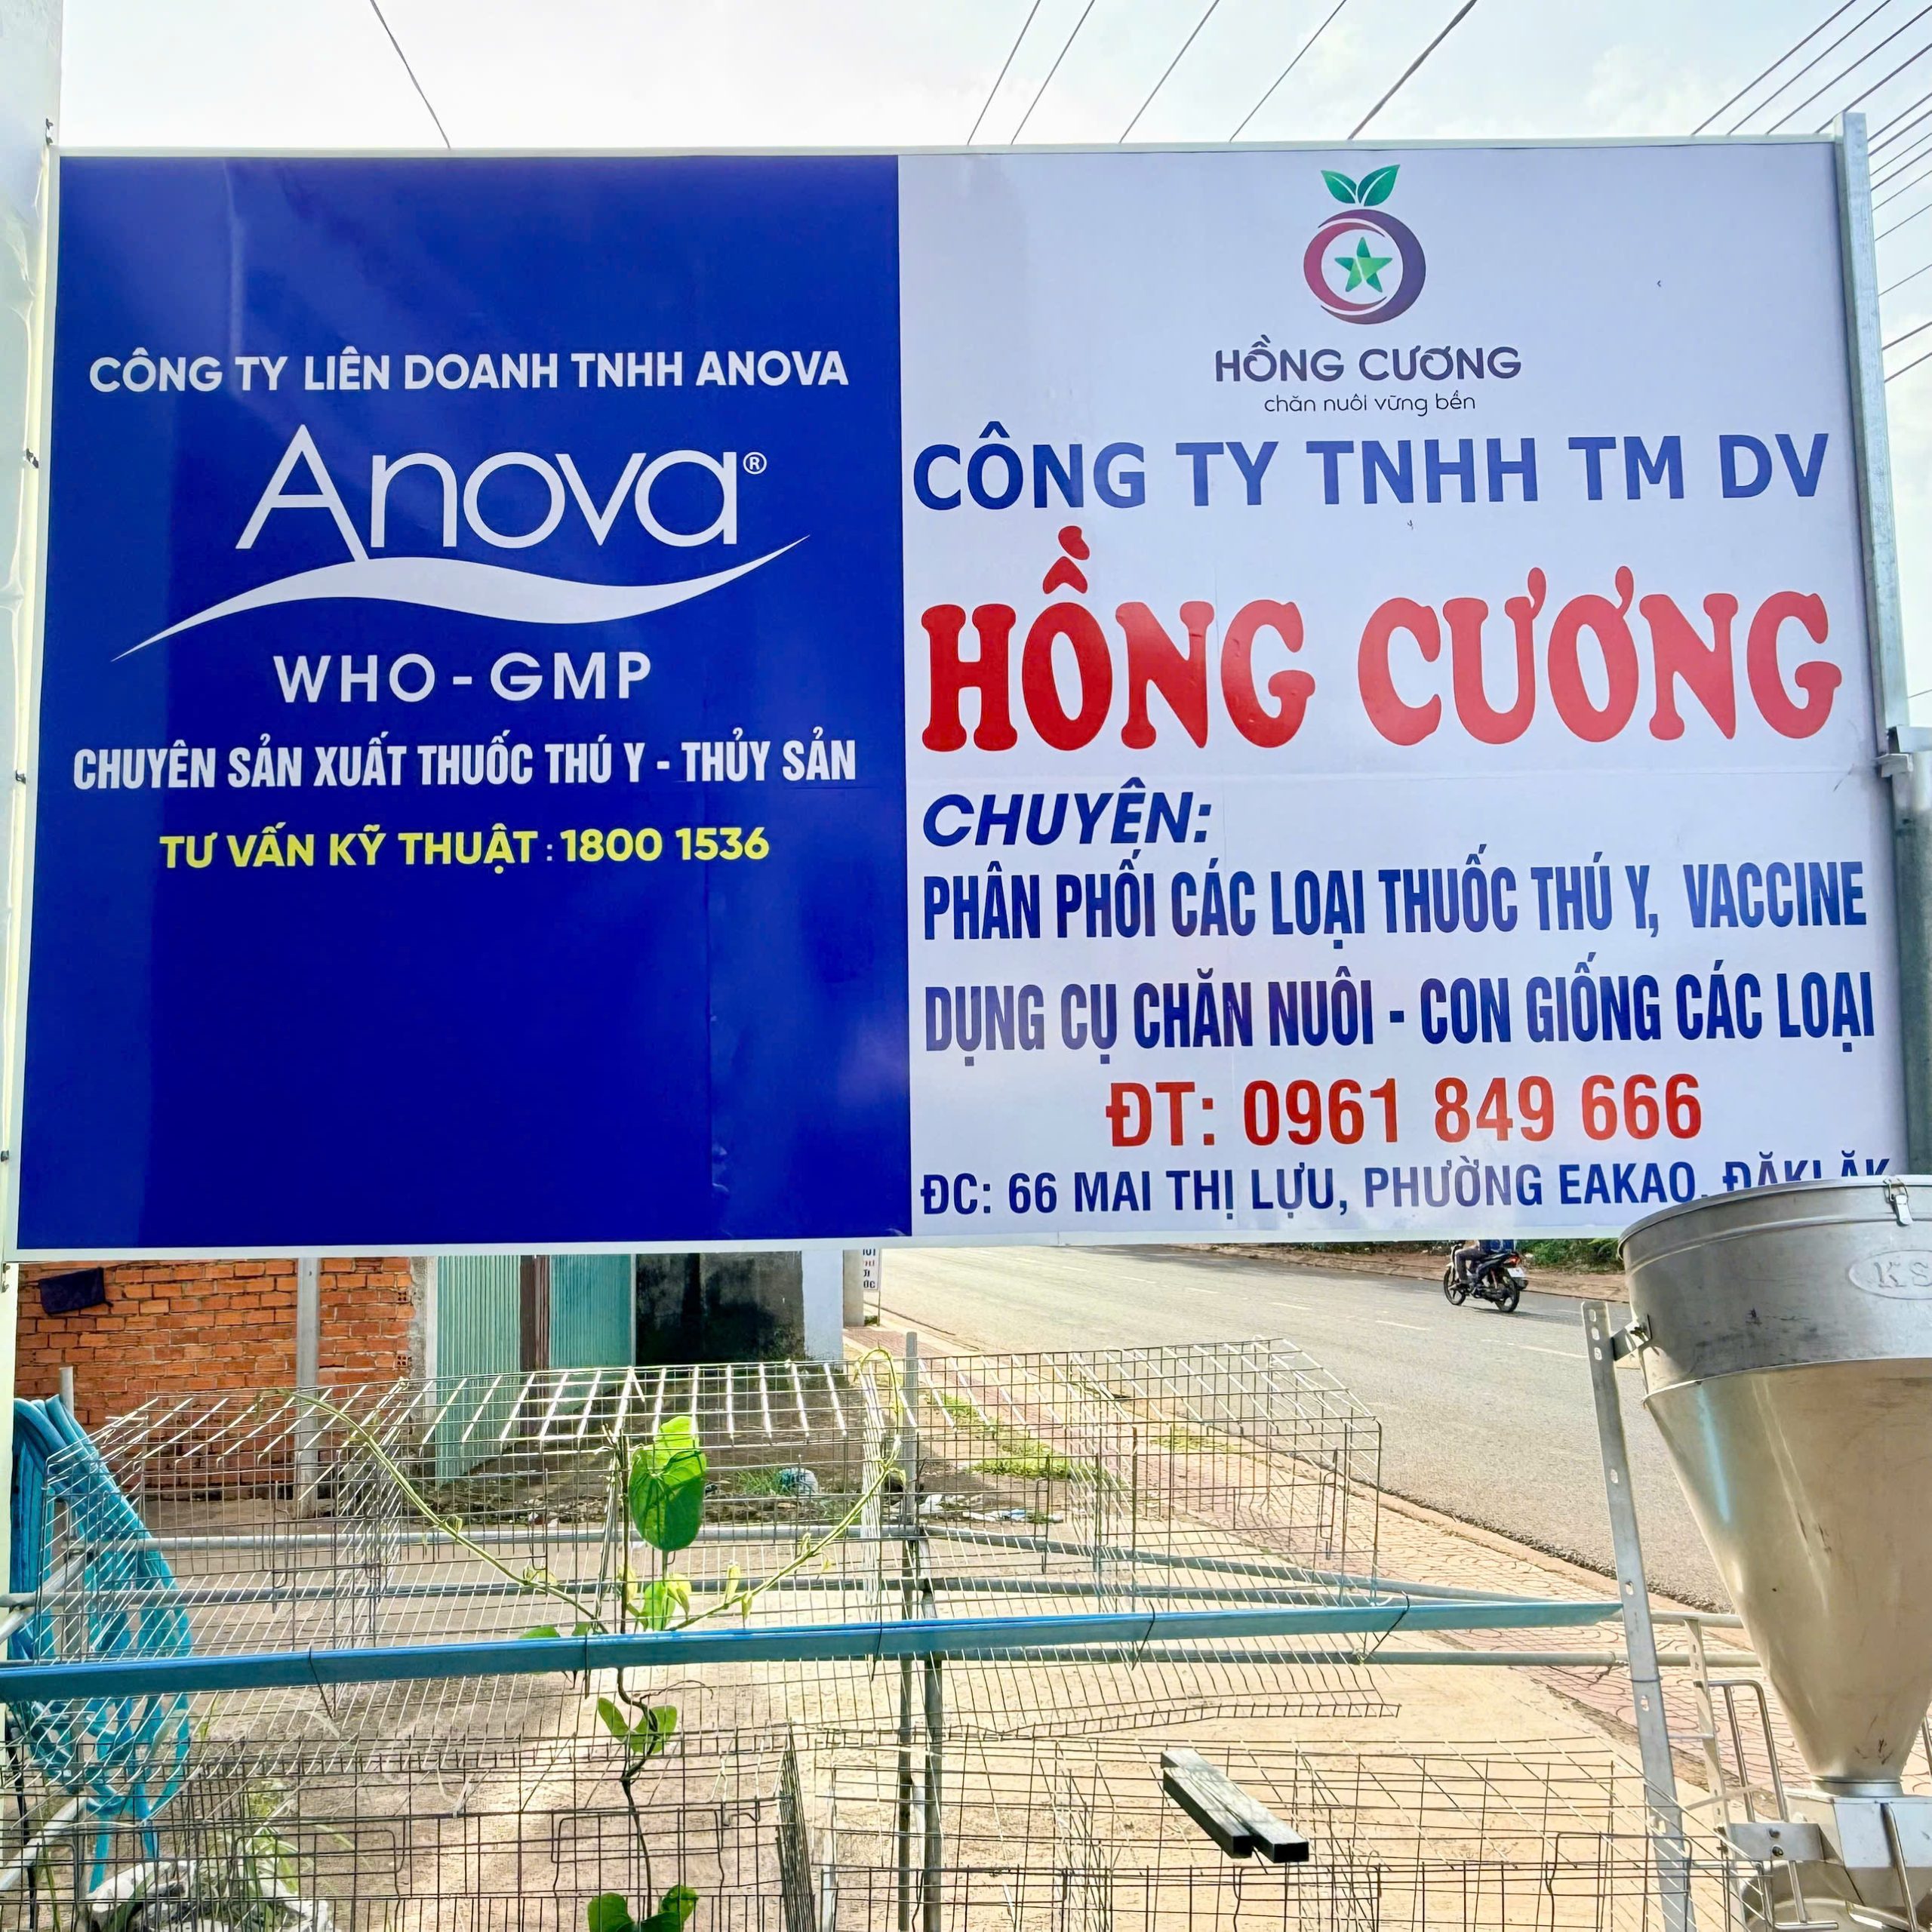 CÔNG TY LIÊN DOANH TNHH ANOVA
Anova®
WHO - GMP
CHUYÊN SẢN XUẤT THUỐC THÚ Y - THỦY SẢN
TƯ VẤN KỸ THUẬT : 1800 1536
HỒNG CƯƠNG
chăn nuôi vững bền
CÔNG TY TNHH TM DV
HỒNG CƯƠNG
CHUYÊN:
PHÂN PHỐI CÁC LOẠI THUỐC THÚ Y, VACCINE
DỤNG CỤ CHĂN NUÔI - CON GIỐNG CÁC LOẠI
ĐT: 0961 849 666
ĐC: 66 MAI THỊ LỰU, PHƯỜNG EAKAO, ĐĂKLĂK